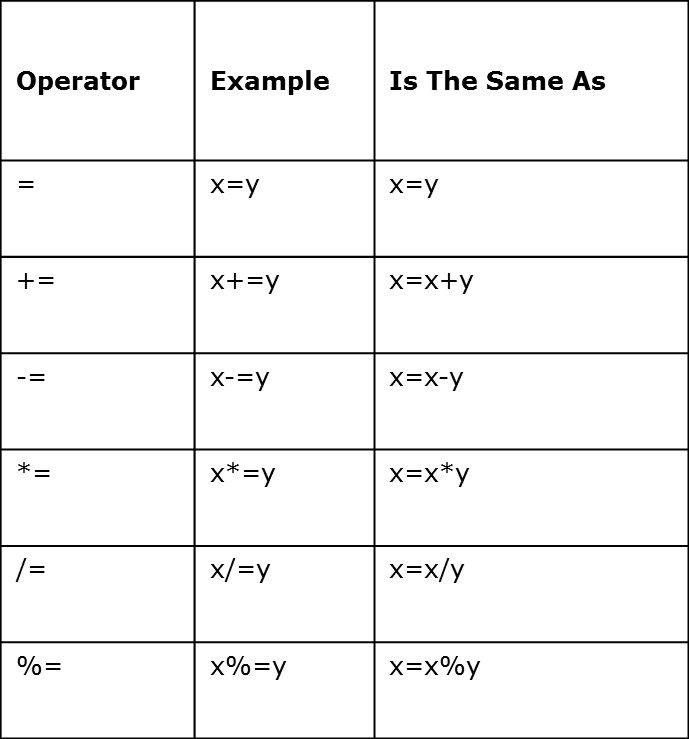 Operator Example Is The Same As
= x=y x=y
+= x+=y x=x+y
-= x-=y x=x-y
*= x*=y x=x*y
/= x/=y x=x/y
%= x%=y x=x%y